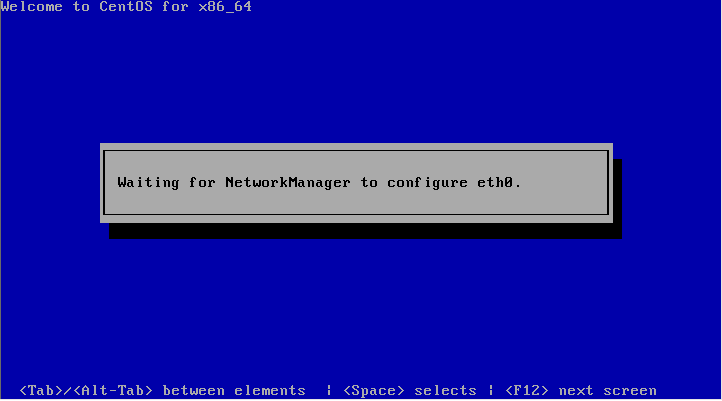 Welcome to CentOS for x86_64
Waiting for NetworkManager to configure eth0.
<Tab>/<Alt-Tab> between elements | <Space> selects | <F12> next screen